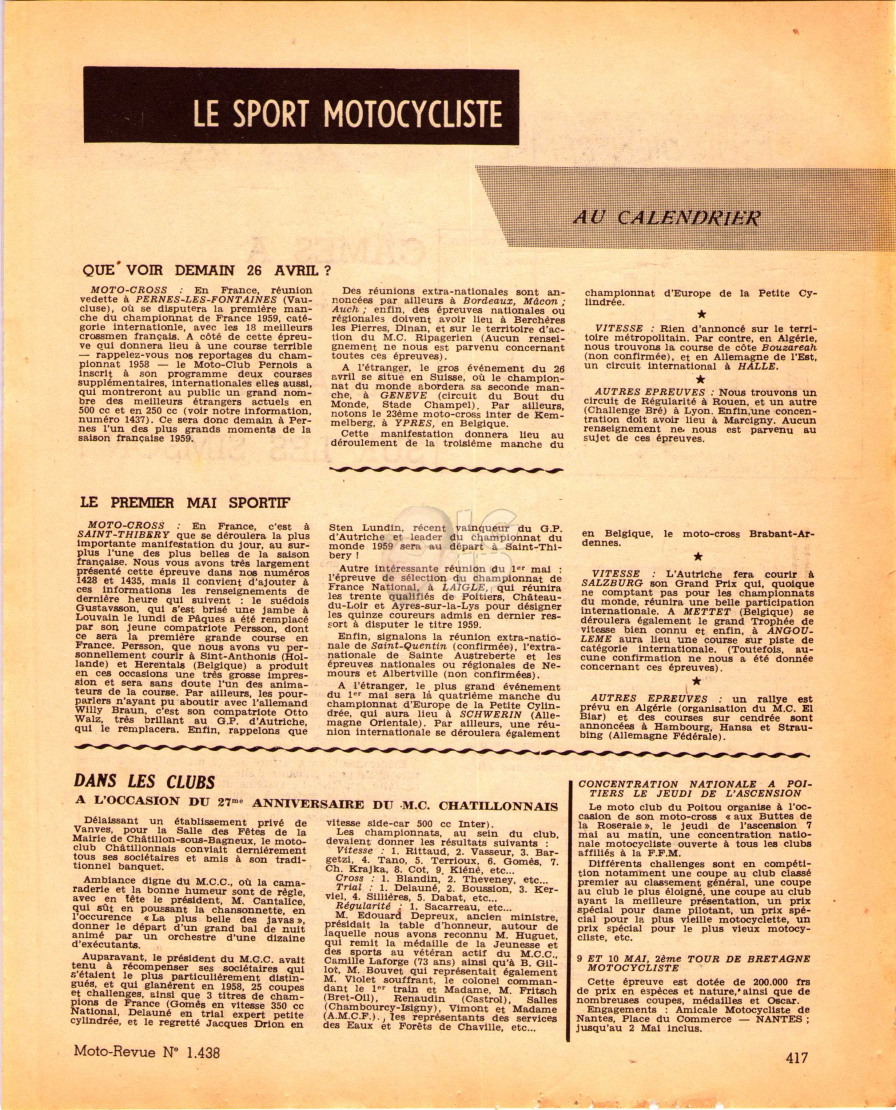 LE SPORT MOTOCYCLISTE
AU CALENDRIER
QUE VOIR DEMAIN 26 AVRIL ?
MOTO-CROSS : En France, réunion
vedette à PERNES-LES-FONTAINES (Vau-
cluse), où se disputera la première man-
che du championnat de France 1959, caté-
gorie internationle, avec les 18 meilleurs
crossmen français. A côté de cette épreu-
ve qui donnera lieu à une course terrible
— rappelez-vous nos reportages du cham-
pionnat 1958 — le Moto-Club Pernois a
inscrit à son programme deux courses
supplémentaires, internationales elles aussi,
qui montreront au public un grand nom-
bre des meilleurs étrangers actuels en
500 cc et en 250 cc (voir notre information,
numéro 1437). Ce sera donc demain à Per-
nes l'un des plus grands moments de la
saison française 1959.
Des réunions extra-nationales sont an-
noncées par ailleurs à Bordeaux, Mâcon ;
Auch ; enfin, des épreuves nationales ou
régionales doivent avoir lieu à Berchères
les Pierres, Dinan, et sur le territoire d'ac-
tion du M.C. Ripagerien (Aucun rensei-
gnement ne nous est parvenu concernant
toutes ces épreuves).
A l'étranger, le gros événement du 26
avril se situe en Suisse, où le champion-
nat du monde abordera sa seconde man-
che, à GENEVE (circuit du Bout du
Monde, Stade Champel). Par ailleurs,
notons le 23ème moto-cross inter de Kem-
melberg, à YPRES, en Belgique.
Cette manifestation donnera lieu au
déroulement de la troisième manche du
championnat d'Europe de la Petite Cy-
lindrée.
VITESSE : Rien d'annoncé sur le terri-
toire métropolitain. Par contre, en Algérie,
nous trouvons la course de côte Bouzaréah
(non confirmée), et en Allemagne de l'Est,
un circuit international à HALLE.
AUTRES EPREUVES : Nous trouvons un
circuit de Régularité à Rouen, et un autre
(Challenge Bré) à Lyon. Enfin, une concen-
tration doit avoir lieu à Marcigny. Aucun
renseignement ne nous est parvenu au
sujet de ces épreuves.
LE PREMIER MAI SPORTIF
MOTO-CROSS : En France, c'est à
SAINT-THIBERY que se déroulera la plus
importante manifestation du jour, au sur-
plus l'une des plus belles de la saison
française. Nous vous avons très largement
présenté cette épreuve dans nos numéros
1428 et 1435, mais il convient d'ajouter à
ces informations les renseignements de
dernière heure qui suivent : le suédois
Gustavsson, qui s'est brisé une jambe à
Louvain le lundi de Pâques a été remplacé
par son jeune compatriote Persson, dont
ce sera la première grande course en
France. Persson, que nous avons vu per-
sonnellement courir à Sint-Anthonis (Hol-
lande) et Herentals (Belgique) a produit
en ces occasions une très grosse impres-
sion et sera sans doute l'un des anima-
teurs de la course. Par ailleurs, les pour-
parlers n'ayant pu aboutir avec l'allemand
Willy Braun, c'est son compatriote Otto
Walz, très brillant au G.P. d'Autriche,
qui le remplacera. Enfin, rappelons que
Sten Lundin, récent vainqueur du G.P.
d'Autriche et leader du championnat du
monde 1959 sera au départ à Saint-Thi-
bery !
Autre intéressante réunion du 1er mai :
l'épreuve de sélection du championnat de
France National, à LAIGLE, qui réunira
les trente qualifiés de Poitiers, Château-
du-Loir et Ayres-sur-la-Lys pour désigner
les quinze coureurs admis en dernier res-
sort à disputer le titre 1959.
Enfin, signalons la réunion extra-natio-
nale de Saint-Quentin (confirmée), l'extra-
nationale de Sainte Austreberte et les
épreuves nationales ou régionales de Ne-
mours et Albertville (non confirmées).
A l'étranger, le plus grand événement
du 1er mai sera la quatrième manche du
championnat d'Europe de la Petite Cylin-
drée, qui aura lieu à SCHWERIN (Alle-
magne Orientale). Par ailleurs, une réu-
nion internationale se déroulera également
en Belgique, le moto-cross Brabant-Ar-
dennes.
VITESSE : L'Autriche fera courir à
SALZBURG son Grand Prix qui, quoique
ne comptant pas pour les championnats
du monde, réunira une belle participation
internationale. A METTET (Belgique) se
déroulera également le grand Trophée de
vitesse bien connu et enfin, à ANGOU-
LEME aura lieu une course sur piste de
catégorie internationale. (Toutefois, au-
cune confirmation ne nous a été donnée
concernant ces épreuves).
AUTRES EPREUVES : un rallye est
prévu en Algérie (organisation du M.C. El
Biar) et des courses sur cendrée sont
annoncées à Hambourg, Hansa et Strau-
bing (Allemagne Fédérale).
DANS LES CLUBS
A L'OCCASION DU 27me ANNIVERSAIRE DU M.C. CHATILLONNAIS
Délaissant un établissement privé de
Vanves, pour la Salle des Fêtes de la
Mairie de Châtillon-sous-Bagneux, le moto-
club Châtillonnais conviait dernièrement
tous ses sociétaires et amis à son tradi-
tionnel banquet.
Ambiance digne du M.C.C., où la cama-
raderie et la bonne humeur sont de règle,
avec en fête le président, M. Cantalice,
qui sût en poussant la chansonnette, en
l'occurence « La plus belle des javas »,
donner le départ d'un grand bal de nuit
animé par un orchestre d'une dizaine
d'exécutants.
Auparavant, le président du M.C.C. avait
tenu à récompenser ses sociétaires qui
s'étaient le plus particulièrement distin-
gués, et qui glanèrent en 1958, 25 coupes
et challenges, ainsi que 3 titres de cham-
pions de France (Gomés en vitesse 350 cc
National, Delauné en trial expert petite
cylindrée, et le regretté Jacques Drion en
vitesse side-car 500 cc Inter).
Les championnats, au sein du club,
devaient donner les résultats suivants :
Vitesse : 1. Rittaud, 2. Vasseur, 3. Bar-
getzi, 4. Tano, 5. Terrioux, 6. Gomés, 7.
Ch. Krajka, 8. Cot, 9. Kiéné, etc...
Cross : 1. Blandin, 2. Theveney, etc...
Trial : 1. Delauné, 2. Boussion, 3. Ker-
viel, 4. Sillières, 5. Dabat, etc...
Régularité : 1. Sacarreau, etc...
M. Edouard Depreux, ancien ministre,
présidait la table d'honneur, autour de
laquelle nous avons reconnu M. Huguet,
qui remit la médaille de la Jeunesse et
des sports au vétéran actif du M.C.C.,
Camille Laforge (73 ans) ainsi qu'à B. Gil-
lot, M. Bouvet qui représentait également
M. Violet souffrant, le colonel comman-
dant le 1er train et Madame, M. Fritsch
(Bret-Oil), Renaudin (Castrol), Salles
(Chambourcy-Isigny), Vimont et Madame
(A.M.C.F.)., les représentants des services
des Eaux et Forêts de Chaville, etc...
CONCENTRATION NATIONALE A POI-
TIERS LE JEUDI DE L'ASCENSION
Le moto club du Poitou organise à l'oc-
casion de son moto-cross « aux Buttes de
la Roseraie », le jeudi de l'ascension 7
mai au matin, une concentration natio-
nale motocycliste ouverte à tous les clubs
affiliés à la F.F.M.
Différents challenges sont en compéti-
tion notamment une coupe au club classé
premier au classement général, une coupe
au club le plus éloigné, une coupe au club
ayant la meilleure présentation, un prix
spécial pour dame pilotant, un prix spé-
cial pour la plus vieille motocyclette, un
prix spécial pour le plus vieux motocy-
cliste, etc.
9 ET 10 MAI, 2ème TOUR DE BRETAGNE
MOTOCYCLISTE
Cette épreuve est dotée de 200.000 frs
de prix en espèces et nature, ainsi que de
nombreuses coupes, médailles et Oscar.
Engagements : Amicale Motocycliste de
Nantes, Place du Commerce — NANTES ;
jusqu'au 2 Mai inclus.
Moto-Revue N° 1.438
417